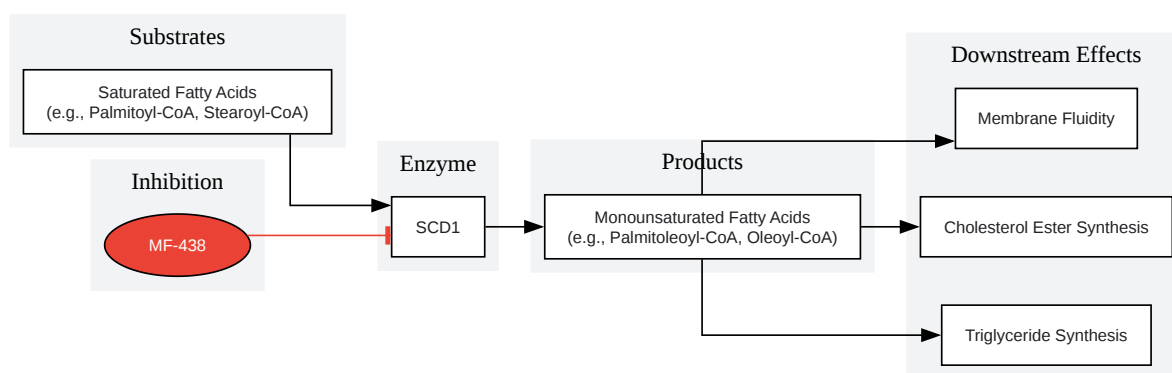 Substrates
Saturated Fatty Acids
(e.g., Palmitoyl-CoA, Stearoyl-CoA)
Inhibition
MF-438
Enzyme
SCD1
Products
Monounsaturated Fatty Acids
(e.g., Palmitoleoyl-CoA, Oleoyl-CoA)
Downstream Effects
Membrane Fluidity
Cholesterol Ester Synthesis
Triglyceride Synthesis